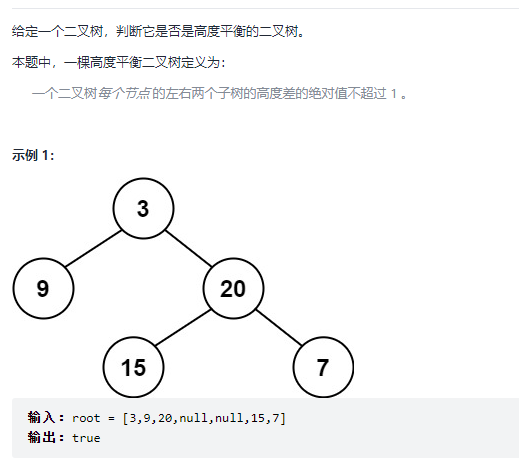 给定一个二叉树，判断它是否是高度平衡的二叉树。
本题中，一棵高度平衡二叉树定义为：
一个二叉树每个节点 的左右两个子树的高度差的绝对值不超过 1 。
示例 1：
3
9
20
15
7
输入：root = [3,9,20,null,null,15,7]
输出：true